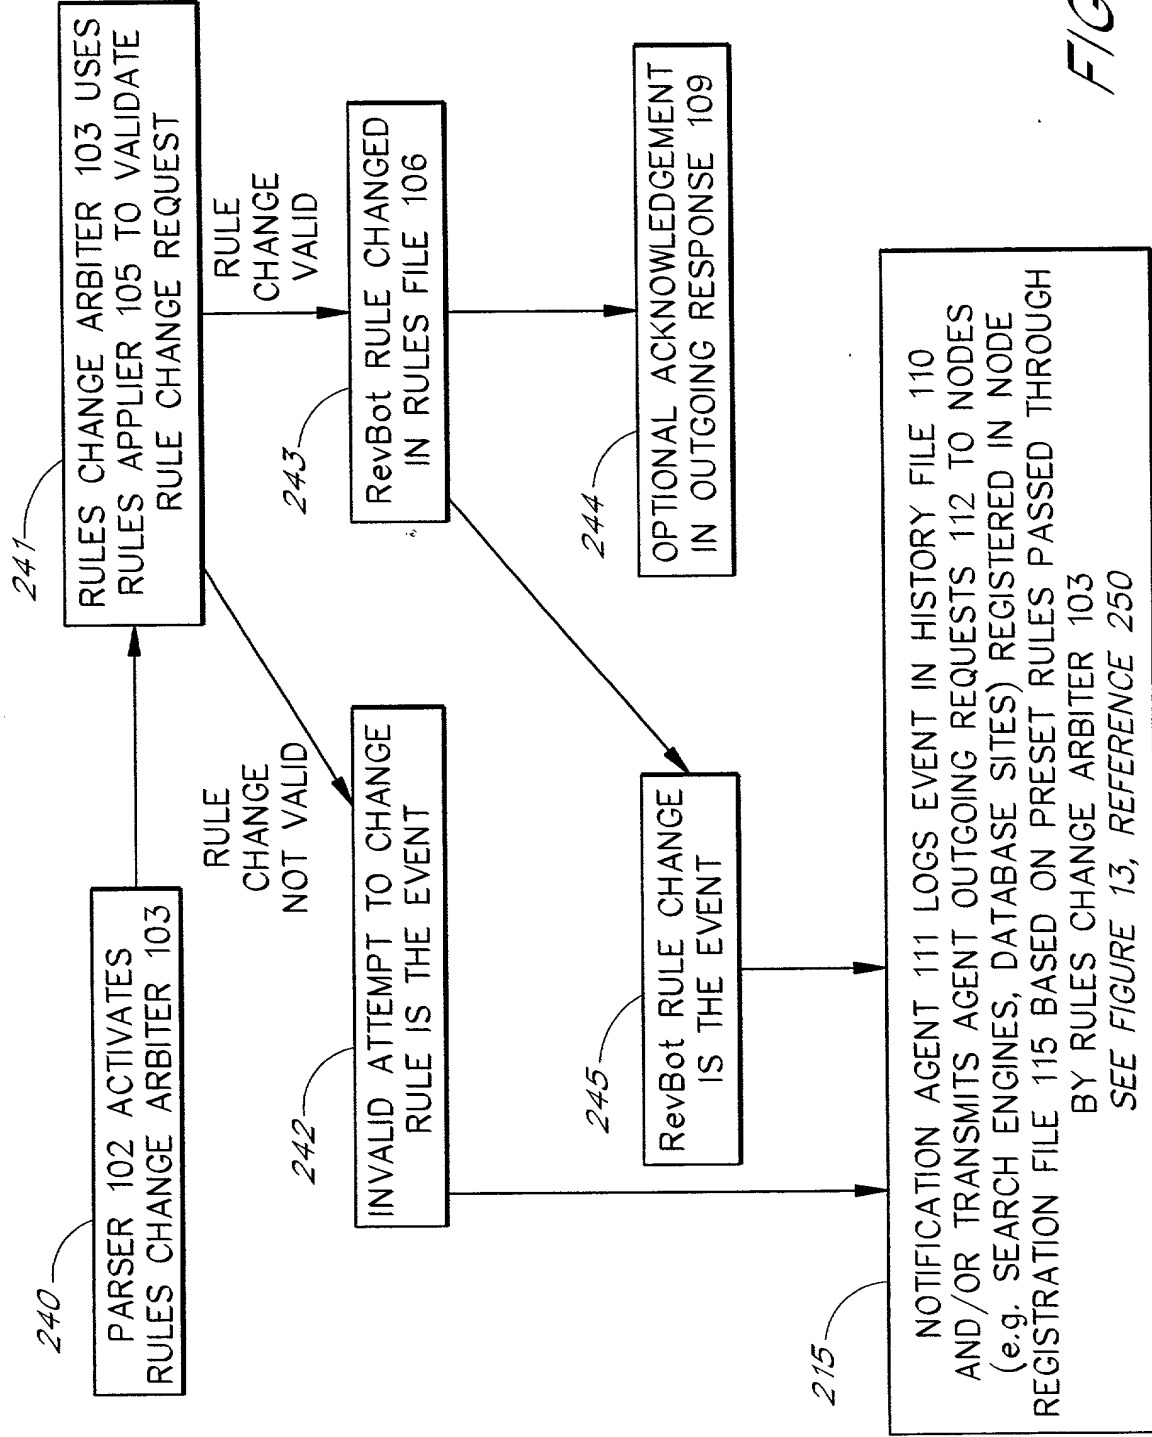 240
PARSER 102 ACTIVATES
RULES CHANGE ARBITER 103
241
RULES CHANGE ARBITER 103 USES
RULES APPLIER 105 TO VALIDATE
RULE CHANGE REQUEST
RULE
CHANGE
NOT VALID
RULE
CHANGE
VALID
242
INVALID ATTEMPT TO CHANGE
RULE IS THE EVENT
243
RevBot RULE CHANGED
IN RULES FILE 106
245
RevBot RULE CHANGE
IS THE EVENT
244
OPTIONAL ACKNOWLEDGEMENT
IN OUTGOING RESPONSE 109
215
NOTIFICATION AGENT 111 LOGS EVENT IN HISTORY FILE 110
AND/OR TRANSMITS AGENT OUTGOING REQUESTS 112 TO NODES
(e.g. SEARCH ENGINES, DATABASE SITES) REGISTERED IN NODE
REGISTRATION FILE 115 BASED ON PRESET RULES PASSED THROUGH
BY RULES CHANGE ARBITER 103
SEE FIGURE 13, REFERENCE 250